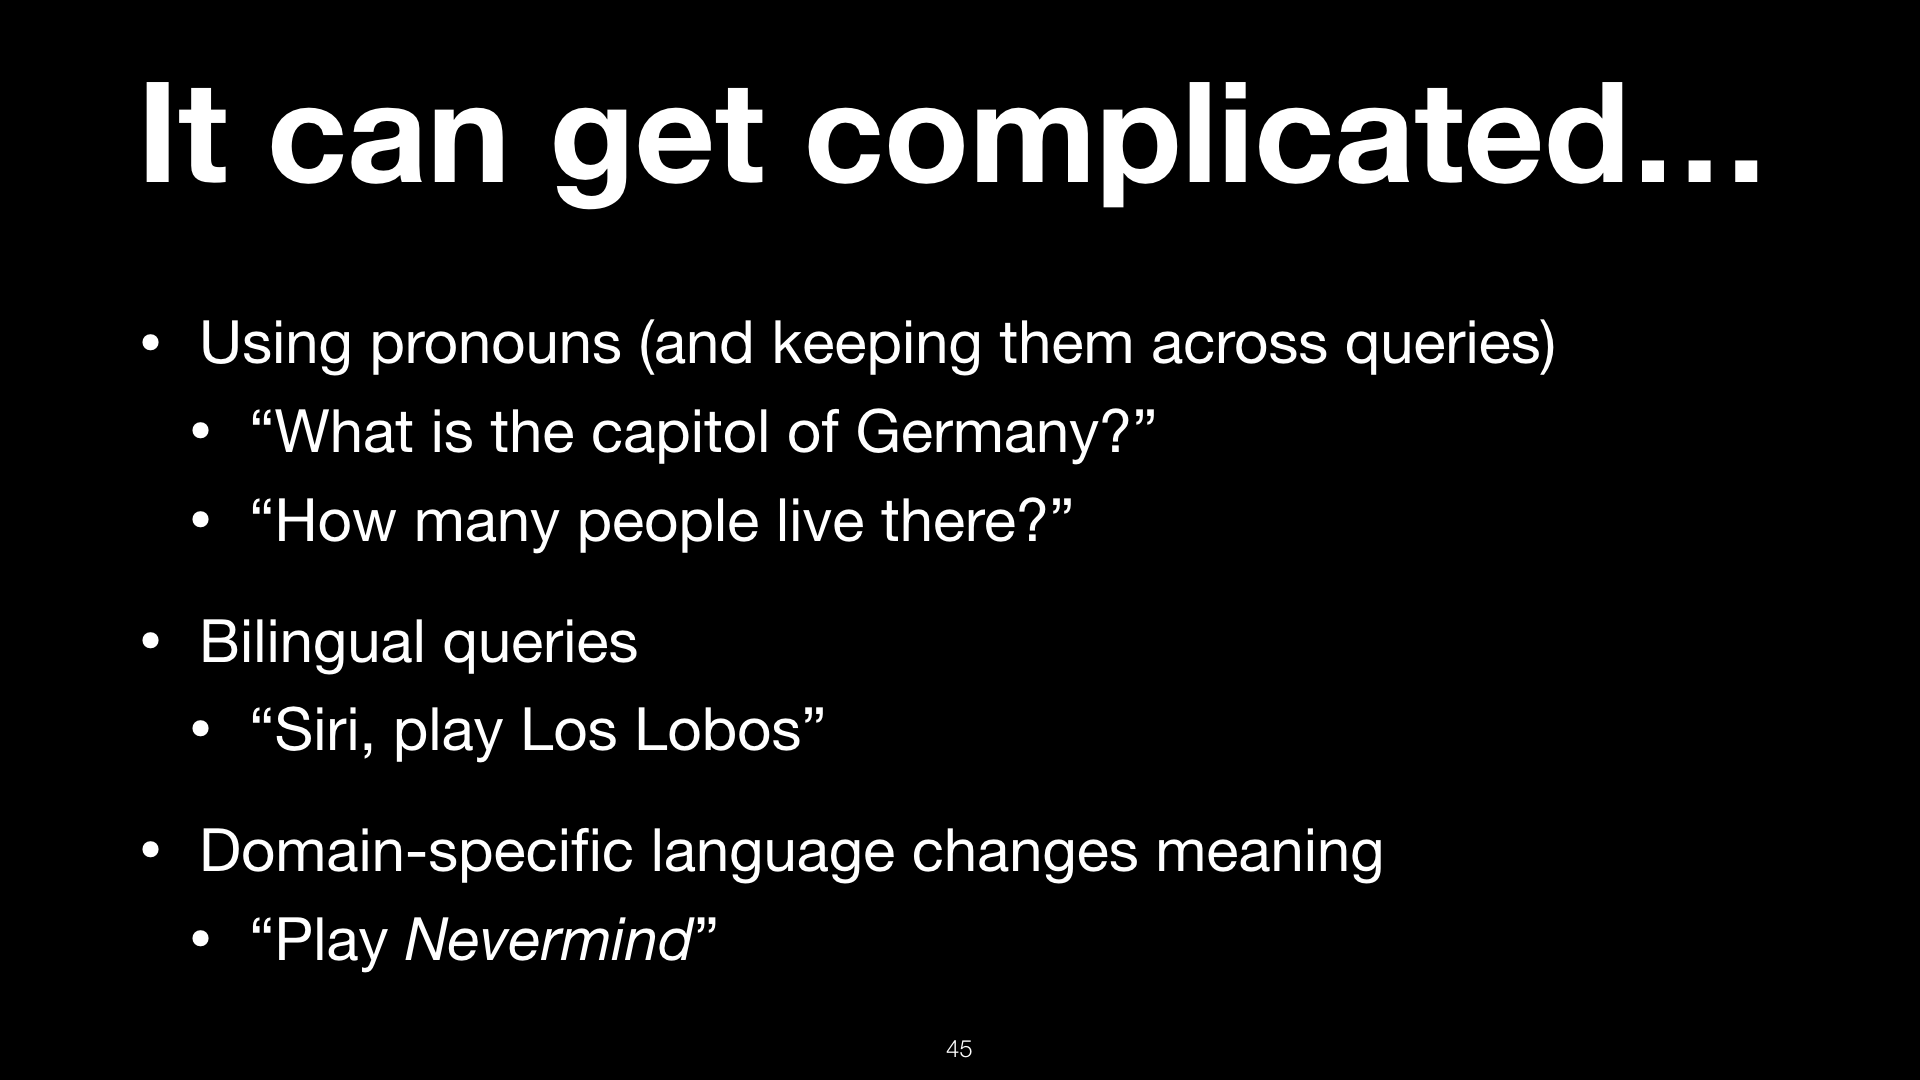 It can get complicated…
• Using pronouns (and keeping them across queries)
• “What is the capitol of Germany?”
• “How many people live there?”
• Bilingual queries
• “Siri, play Los Lobos”
• Domain-specific language changes meaning
• “Play Nevermind”
45